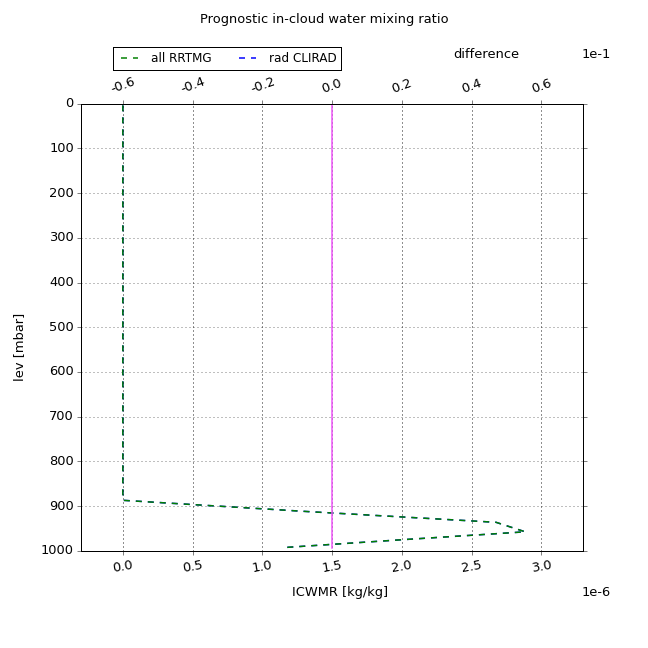 Prognostic in-cloud water mixing ratio
all RRTMG rad CLIRAD difference 1e-1
-0.6 -0.4 -0.2 0.0 0.2 0.4 0.6
0
100
200
300
400
500
600
700
800
900
1000
lev [mbar]
0.0 0.5 1.0 1.5 2.0 2.5 3.0
ICWMR [kg/kg] 1e-6